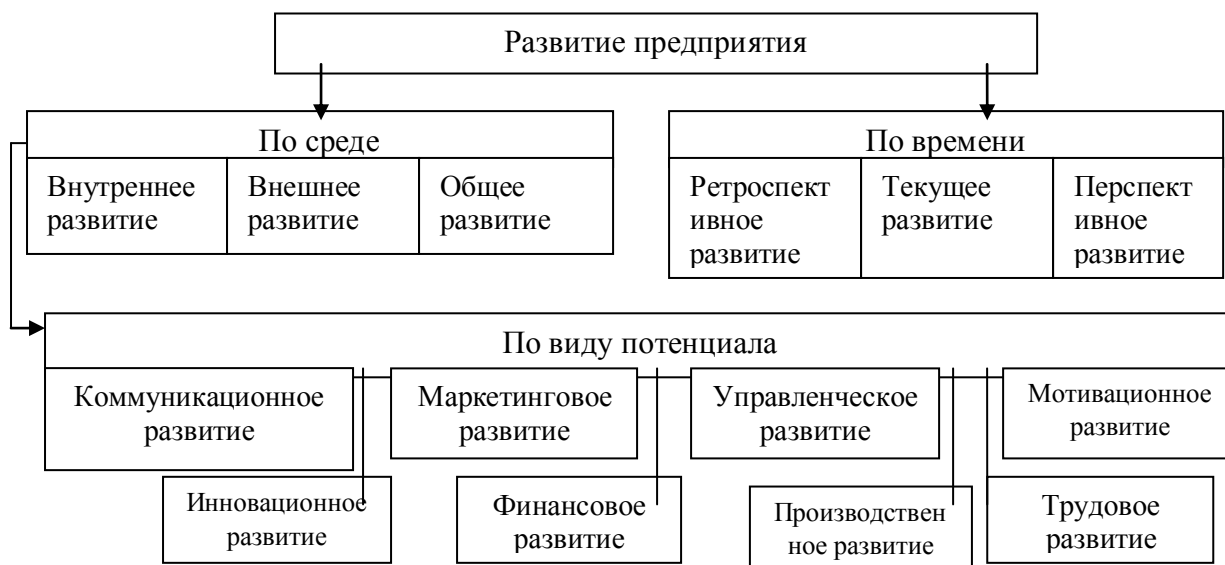 Развитие предприятия
По среде
Внутреннее
развитие
Внешнее
развитие
Общее
развитие
По времени
Ретроспект
ивное
развитие
Текущее
развитие
Перспект
ивное
развитие
По виду потенциала
Коммуникационное
развитие
Маркетинговое
развитие
Управленческое
развитие
Мотивационное
развитие
Инновационное
развитие
Финансовое
развитие
Производствен
ное развитие
Трудовое
развитие